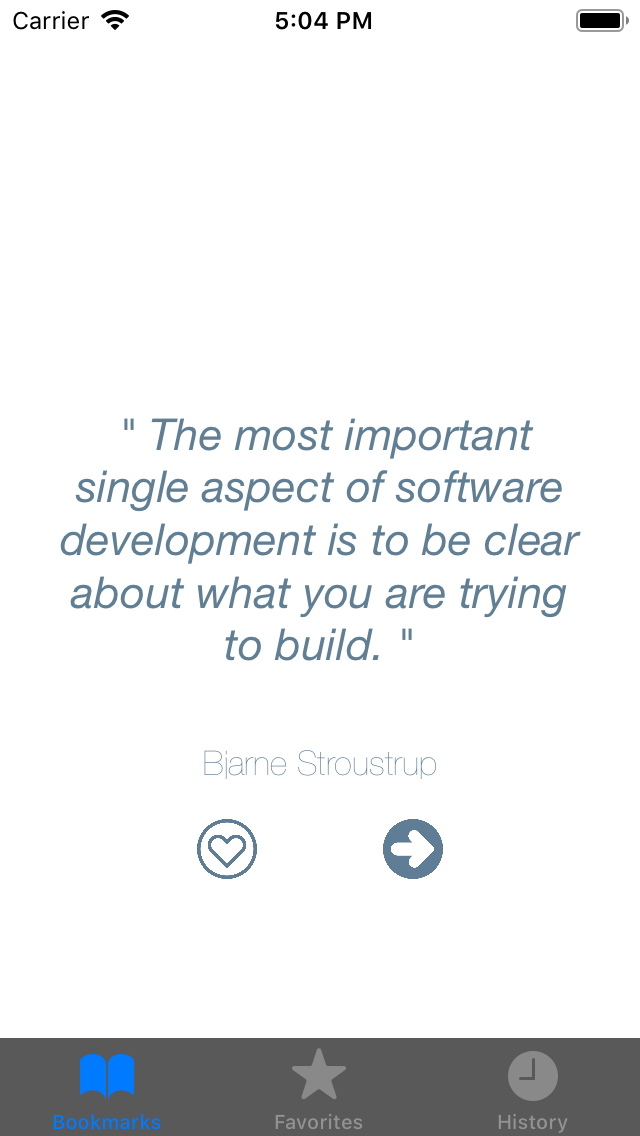 Carrier 5:04 PM
" The most important
single aspect of software
development is to be clear
about what you are trying
to build. "
Bjarne Stroustrup
Bookmarks Favorites History